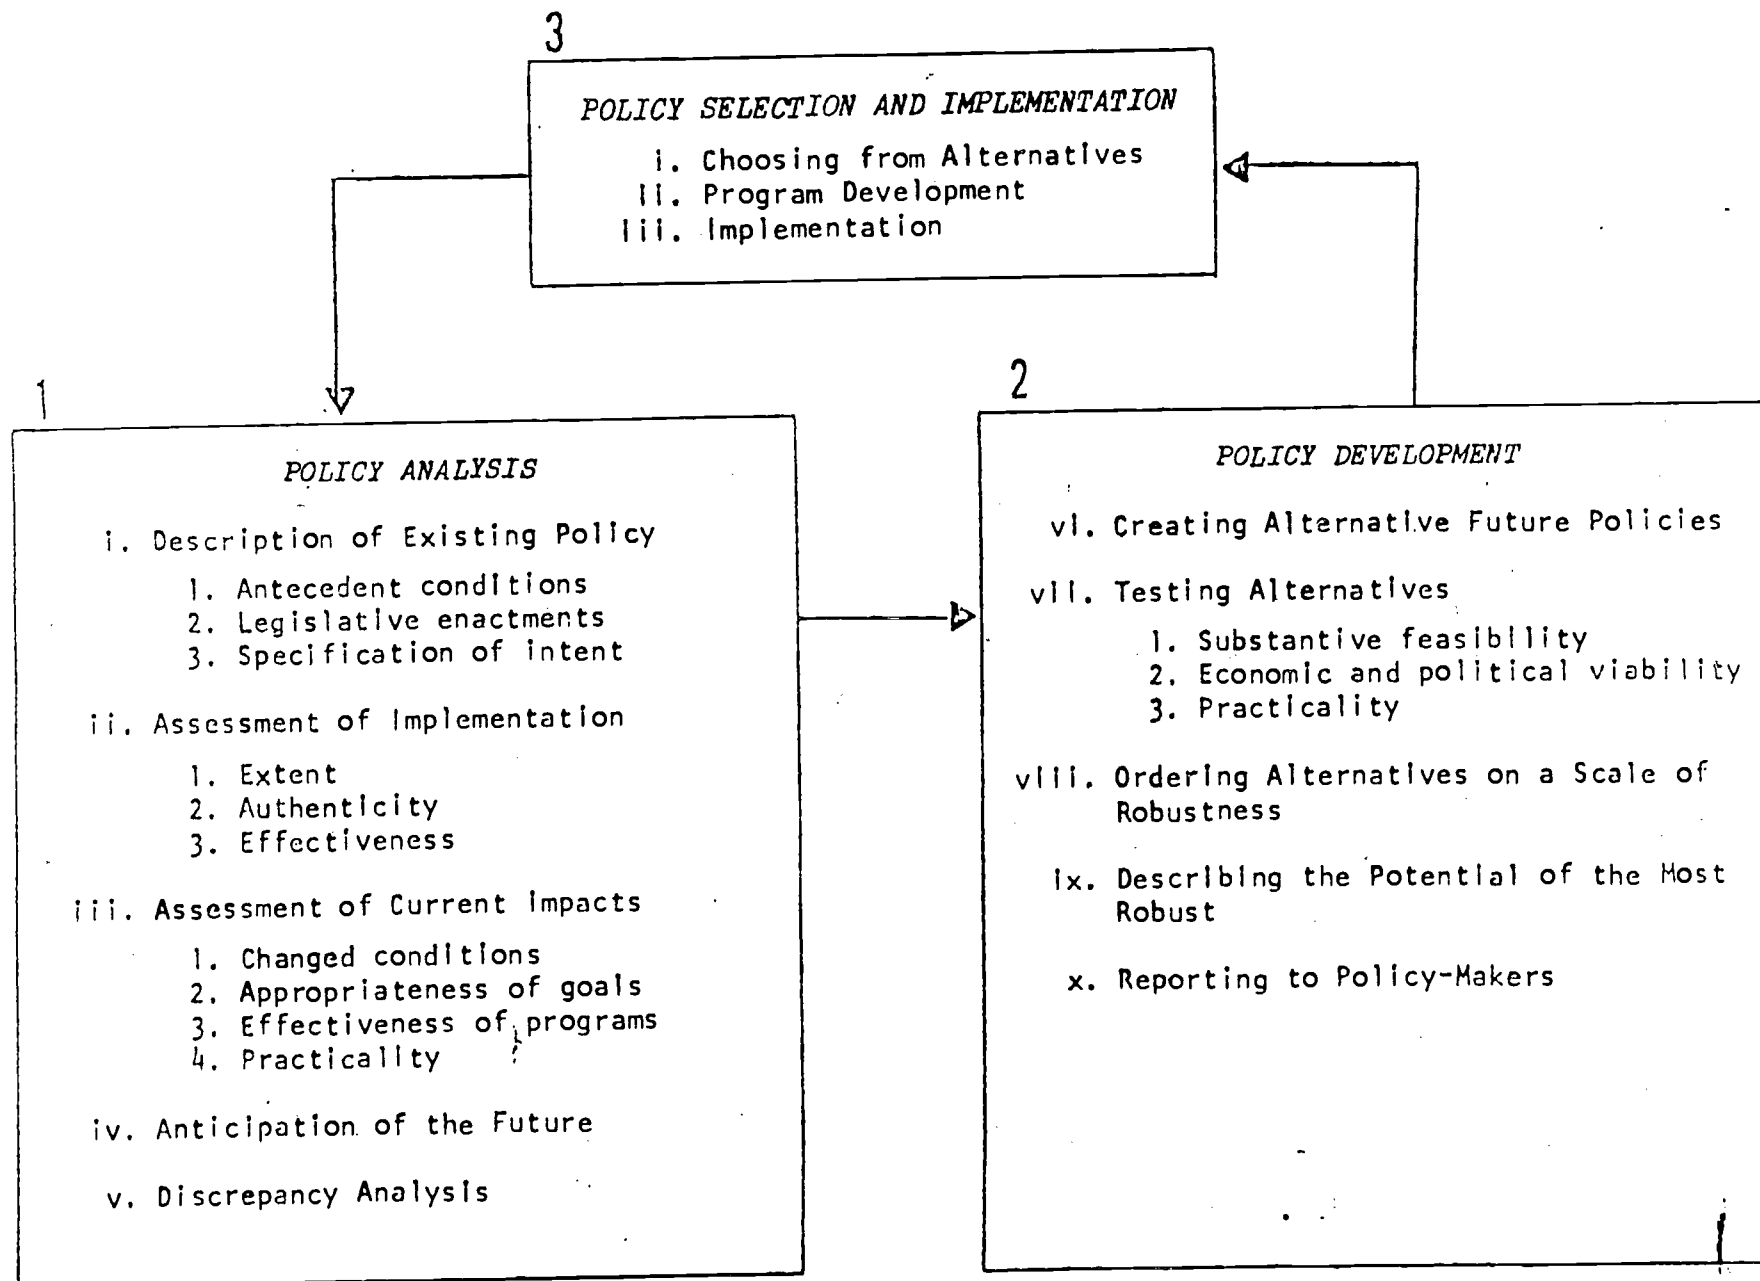 3
POLICY SELECTION AND IMPLEMENTATION
i. Choosing from Alternatives
ii. Program Development
iii. Implementation
1
POLICY ANALYSIS
i. Description of Existing Policy
1. Antecedent conditions
2. Legislative enactments
3. Specification of intent
ii. Assessment of Implementation
1. Extent
2. Authenticity
3. Effectiveness
iii. Assessment of Current Impacts
1. Changed conditions
2. Appropriateness of goals
3. Effectiveness of programs
4. Practicality
iv. Anticipation of the Future
v. Discrepancy Analysis
2
POLICY DEVELOPMENT
vi. Creating Alternative Future Policies
vii. Testing Alternatives
1. Substantive feasibility
2. Economic and political viability
3. Practicality
viii. Ordering Alternatives on a Scale of
Robustness
ix. Describing the Potential of the Most
Robust
x. Reporting to Policy-Makers